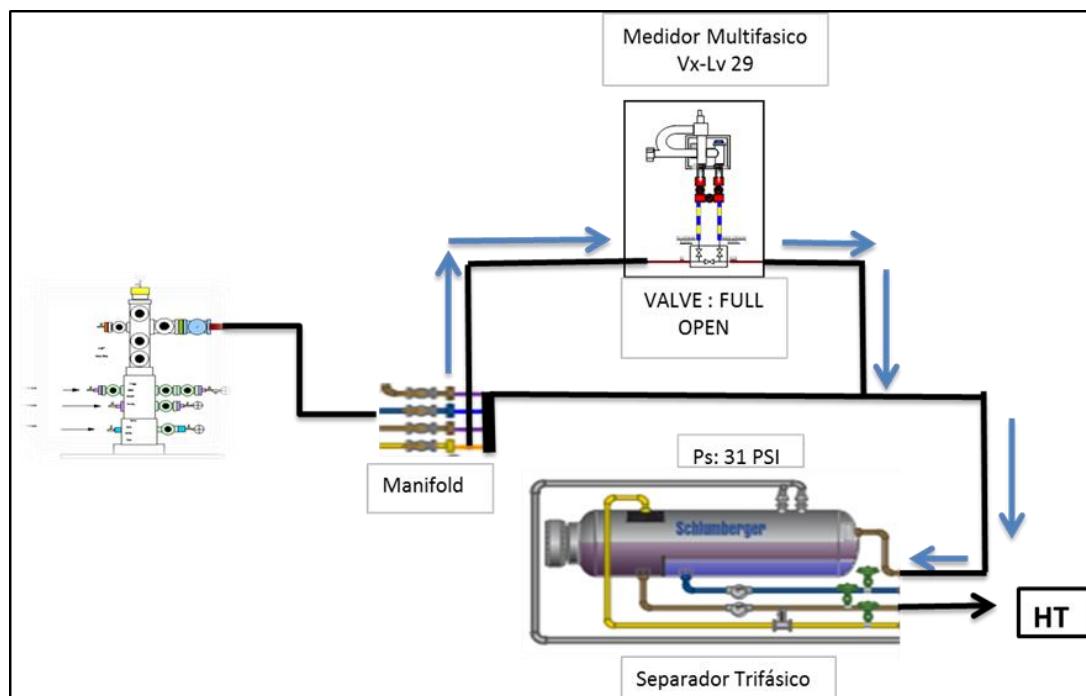 Medidor Multifasico
Vx-Lv 29
VALVE : FULL
OPEN
Manifold
Ps: 31 PSI
Schlumberger
HT
Separador Trifásico